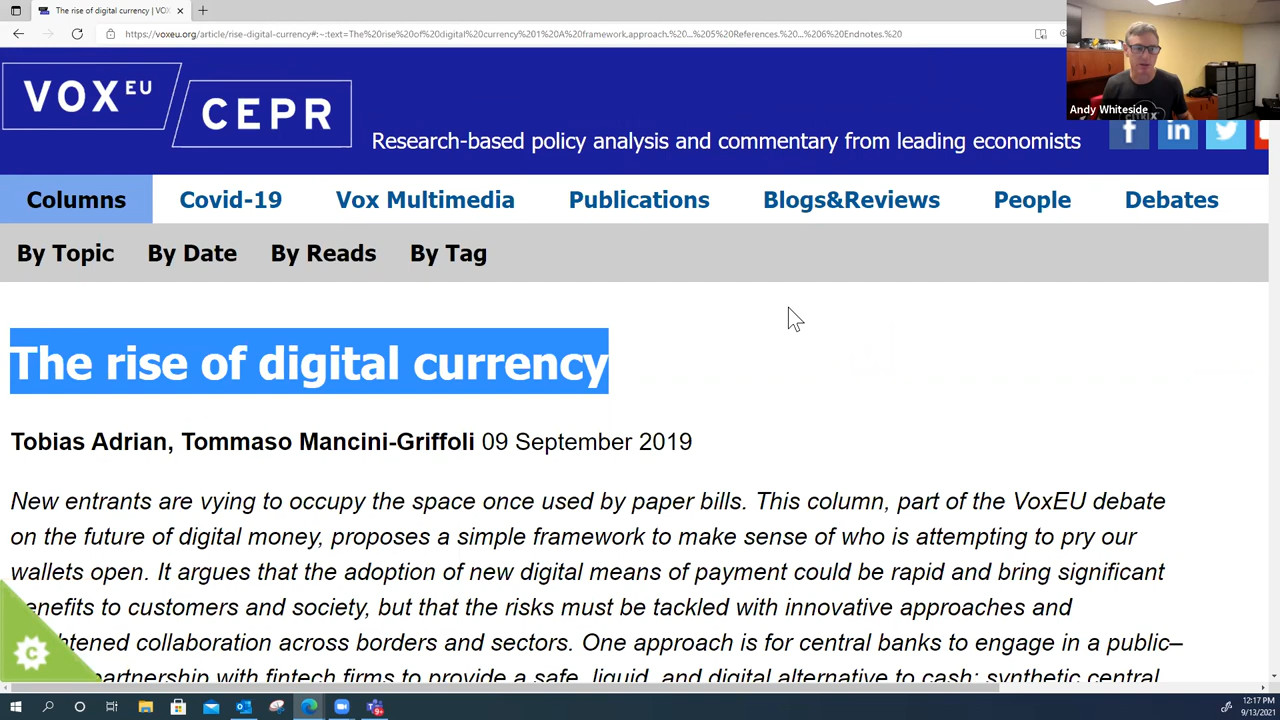 The rise of digital currency | VOX
https://voxeu.org/article/rise-digital-currency#:~:text=The%20rise%20of%20digital%20currency%201%20A%20framework,approach.%20...%205%20References.%20...%206%20Endnotes.%20
Andy Whiteside
VOX EU
CEPR
Research-based policy analysis and commentary from leading economists
Columns Covid-19 Vox Multimedia Publications Blogs&Reviews People Debates
By Topic By Date By Reads By Tag
The rise of digital currency
Tobias Adrian, Tommaso Mancini-Griffoli 09 September 2019
New entrants are vying to occupy the space once used by paper bills. This column, part of the VoxEU debate
on the future of digital money, proposes a simple framework to make sense of who is attempting to pry our
wallets open. It argues that the adoption of new digital means of payment could be rapid and bring significant
benefits to customers and society, but that the risks must be tackled with innovative approaches and
collaboration across borders and sectors. One approach is for central banks to engage in a public–
partnership with fintech firms to provide a safe, liquid, and digital alternative to cash: synthetic central
12:17 PM
9/13/2021